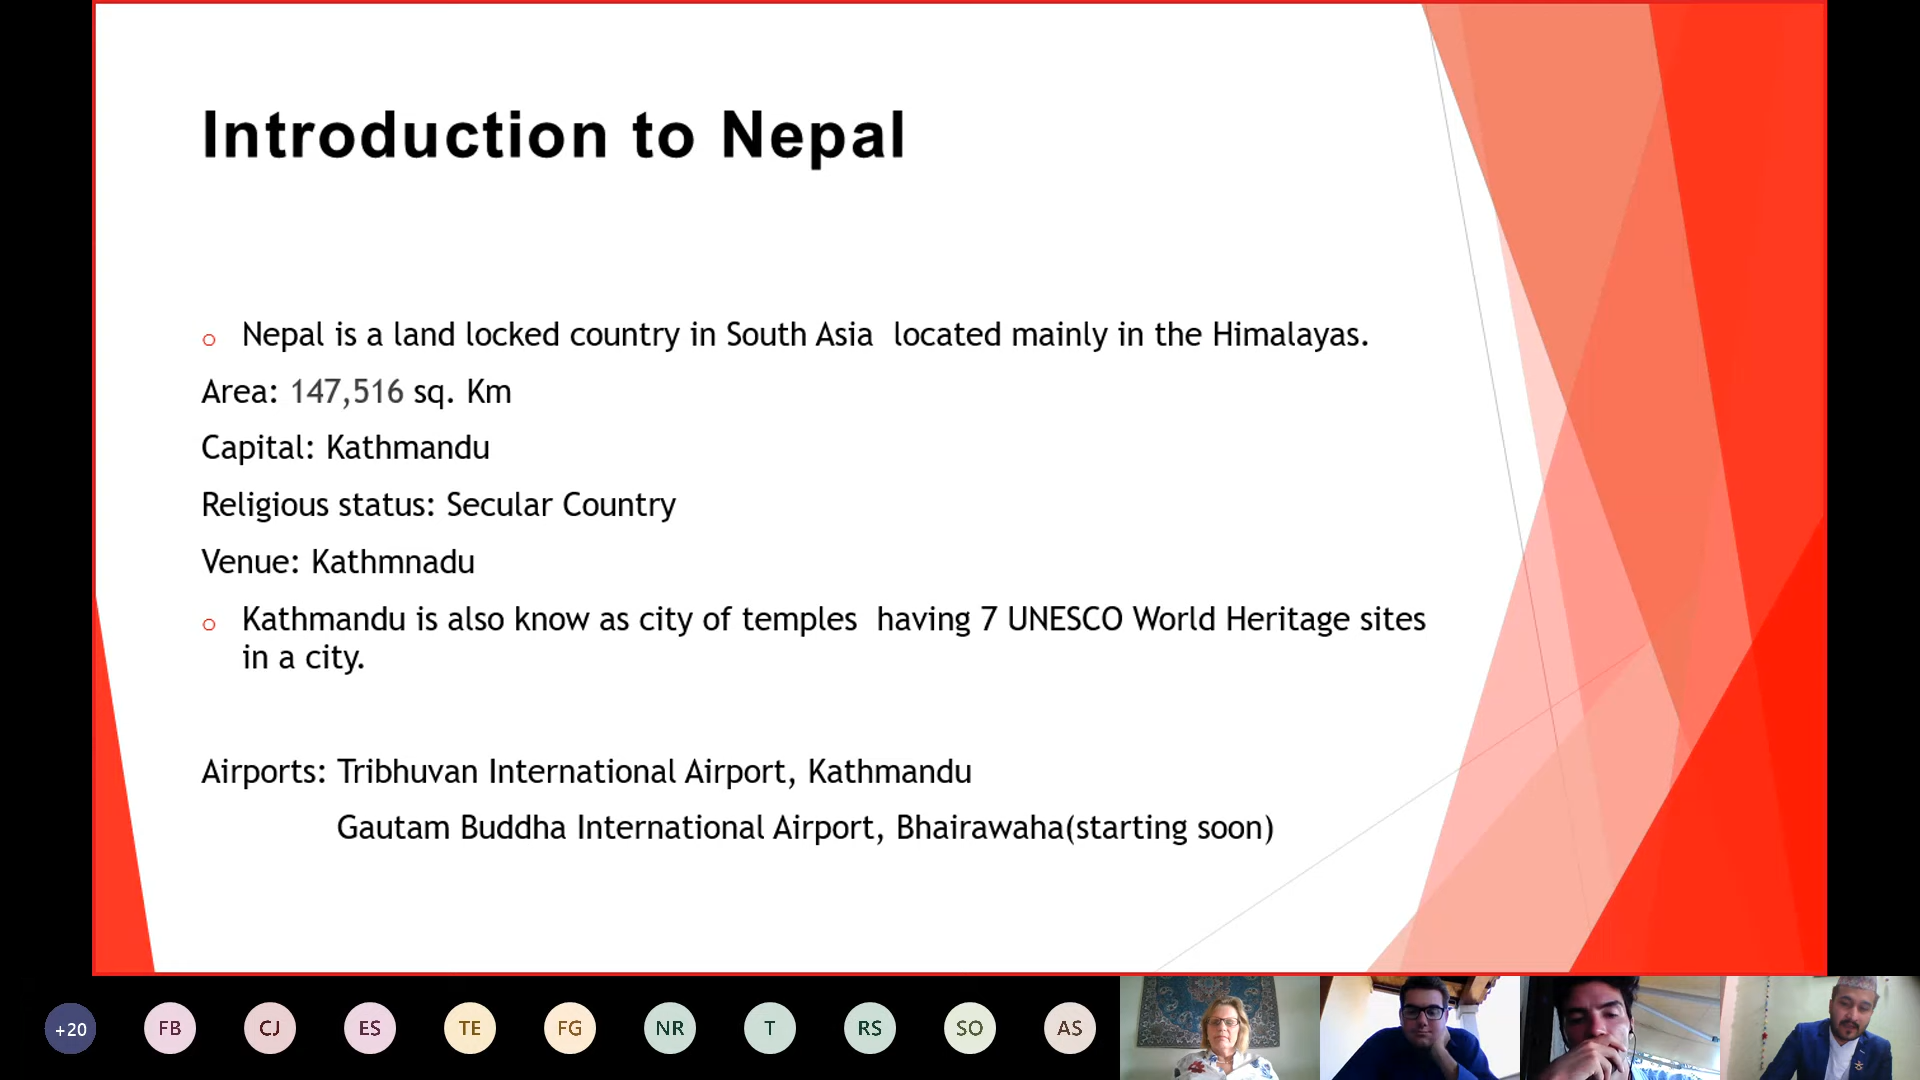 Introduction to Nepal
Nepal is a land locked country in South Asia  located mainly in the Himalayas.
Area: 147,516 sq. Km
Capital: Kathmandu
Religious status: Secular Country
Venue: Kathmnadu
Kathmandu is also know as city of temples  having 7 UNESCO World Heritage sites
in a city.
Airports: Tribhuvan International Airport, Kathmandu
Gautam Buddha International Airport, Bhairawaha(starting soon)
+20 FB CJ ES TE FG NR T RS SO AS